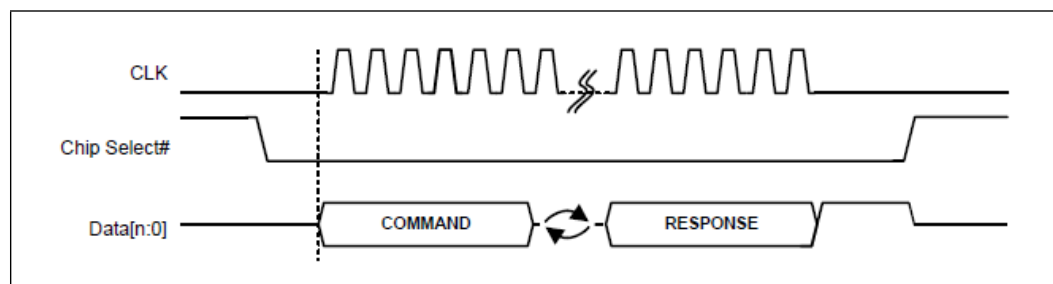 CLK
Chip Select#
Data[n:0]
COMMAND
RESPONSE